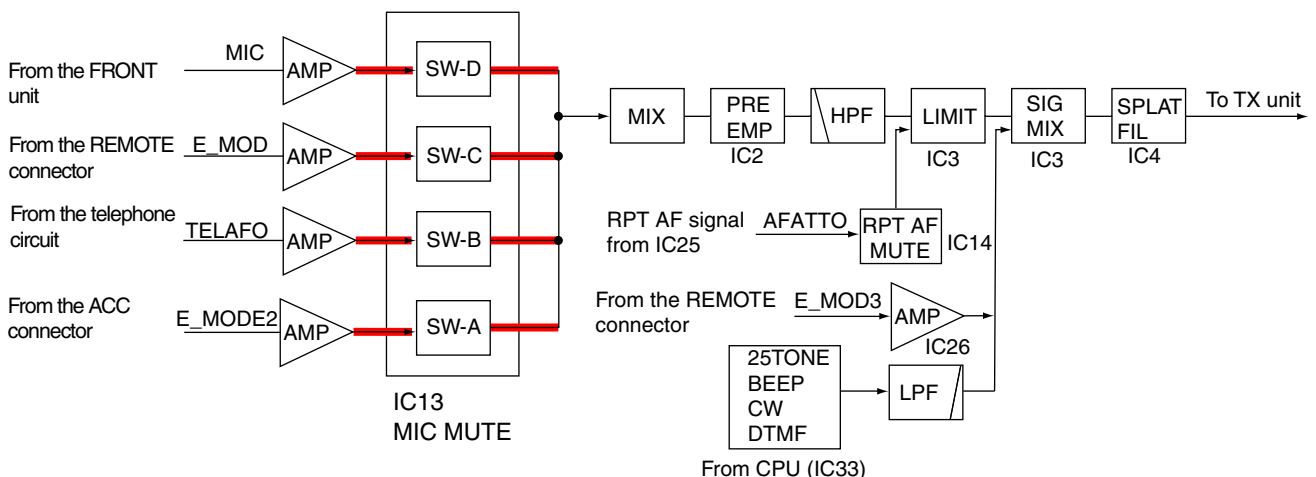 From the FRONT
unit
MIC
AMP
SW-D
From the REMOTE
connector
E_MOD
AMP
SW-C
From the telephone
circuit
TELAFO
AMP
SW-B
From the ACC
connector
E_MODE2
AMP
SW-A
IC13
MIC MUTE
MIX
PRE
EMP
IC2
HPF
LIMIT
IC3
SIG
MIX
IC3
SPLAT
FIL
IC4
To TX unit
RPT AF signal
from IC25
AFATTO
RPT AF
MUTE
IC14
From the REMOTE
connector
E_MOD3
AMP
IC26
25TONE
BEEP
CW
DTMF
LPF
From CPU (IC33)